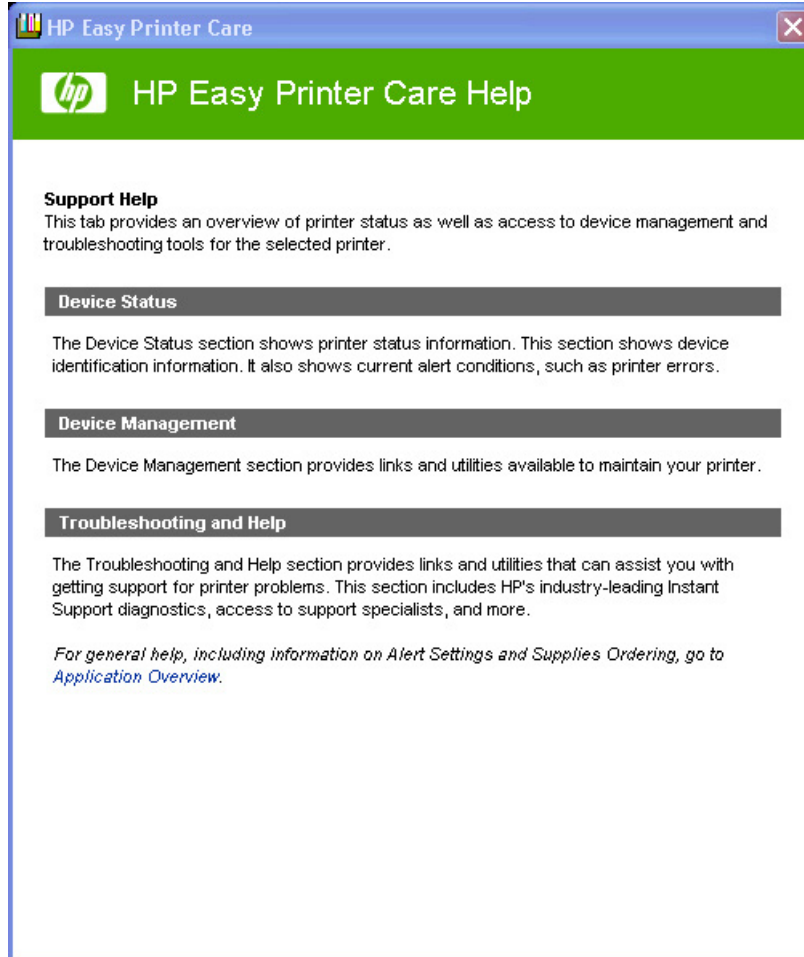 HP Easy Printer Care
hp HP Easy Printer Care Help
Support Help
This tab provides an overview of printer status as well as access to device management and
troubleshooting tools for the selected printer.
Device Status
The Device Status section shows printer status information. This section shows device
identification information. It also shows current alert conditions, such as printer errors.
Device Management
The Device Management section provides links and utilities available to maintain your printer.
Troubleshooting and Help
The Troubleshooting and Help section provides links and utilities that can assist you with
getting support for printer problems. This section includes HP's industry-leading Instant
Support diagnostics, access to support specialists, and more.
For general help, including information on Alert Settings and Supplies Ordering, go to
Application Overview.